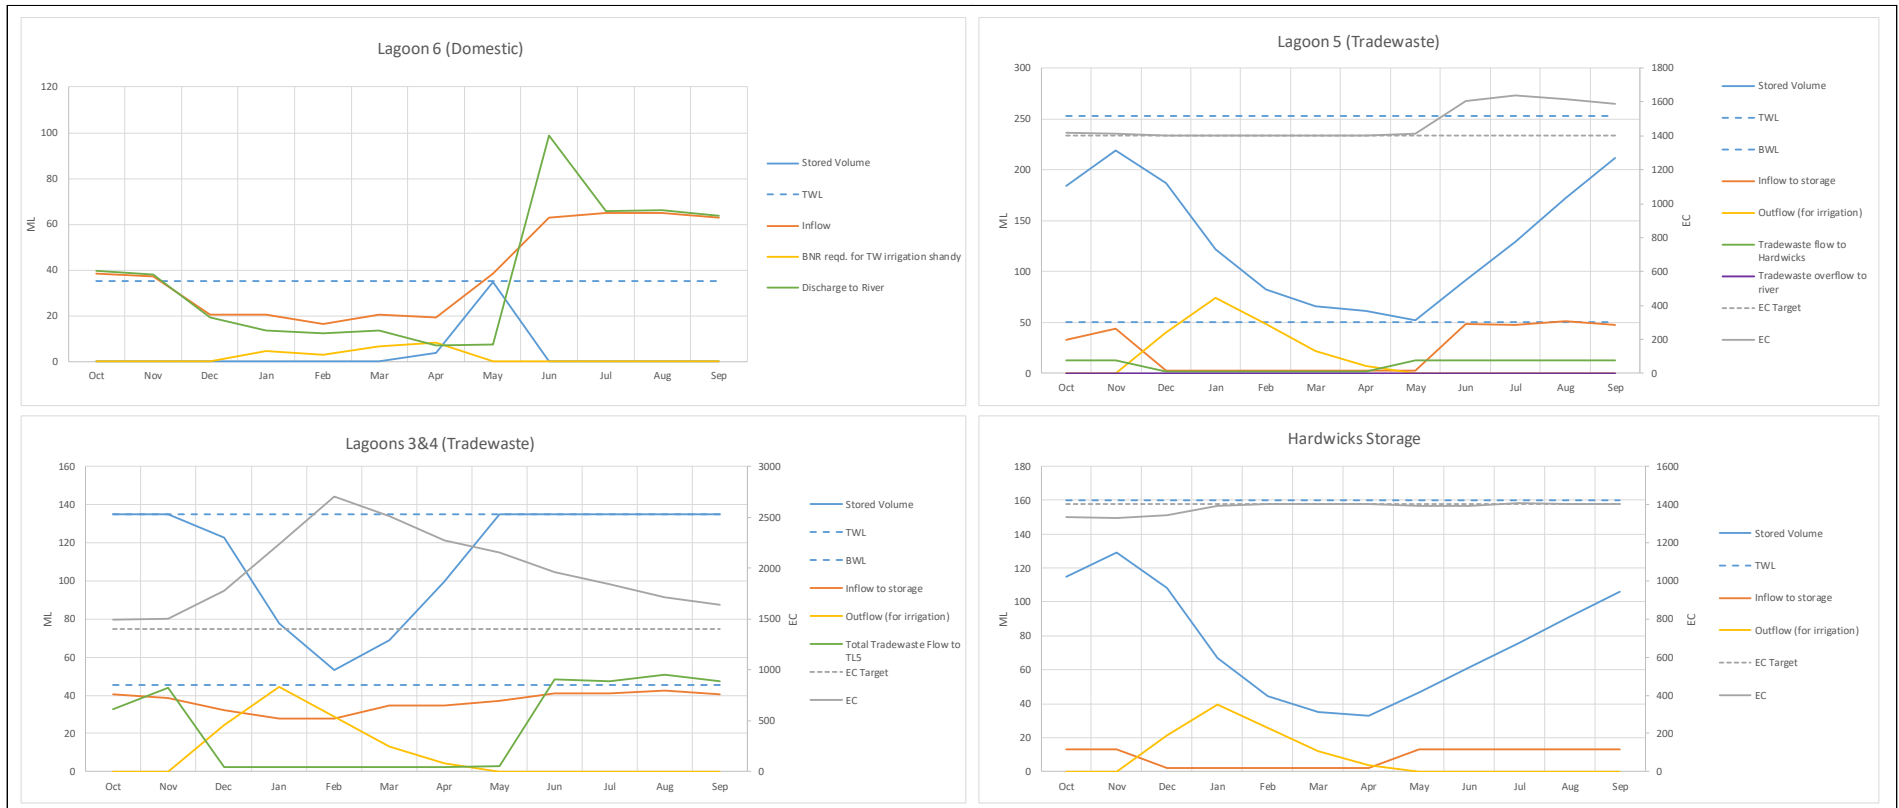 Lagoon 6 (Domestic)
ML
120
100
80
60
40
20
0
Oct Nov Dec Jan Feb Mar Apr May Jun Jul Aug Sep
Stored Volume
TWL
Inflow
BNR reqd. for TW irrigation shandy
Discharge to River
Lagoon 5 (Tradewaste)
ML
300
250
200
150
100
50
0
Oct Nov Dec Jan Feb Mar Apr May Jun Jul Aug Sep
1800
1600
1400
1200
1000
800
600
400
200
0
EC
Stored Volume
TWL
BWL
Inflow to storage
Outflow (for irrigation)
Tradewaste flow to
Hardwicks
Tradewaste overflow to
river
EC Target
EC
Lagoons 3&4 (Tradewaste)
ML
160
140
120
100
80
60
40
20
0
Oct Nov Dec Jan Feb Mar Apr May Jun Jul Aug Sep
3000
2500
2000
1500
1000
500
0
EC
Stored Volume
TWL
BWL
Inflow to storage
Outflow (for irrigation)
Total Tradewaste Flow to
TL5
EC Target
EC
Hardwicks Storage
ML
180
160
140
120
100
80
60
40
20
0
Oct Nov Dec Jan Feb Mar Apr May Jun Jul Aug Sep
1600
1400
1200
1000
800
600
400
200
0
EC
Stored Volume
TWL
Inflow to storage
Outflow (for irrigation)
EC Target
EC